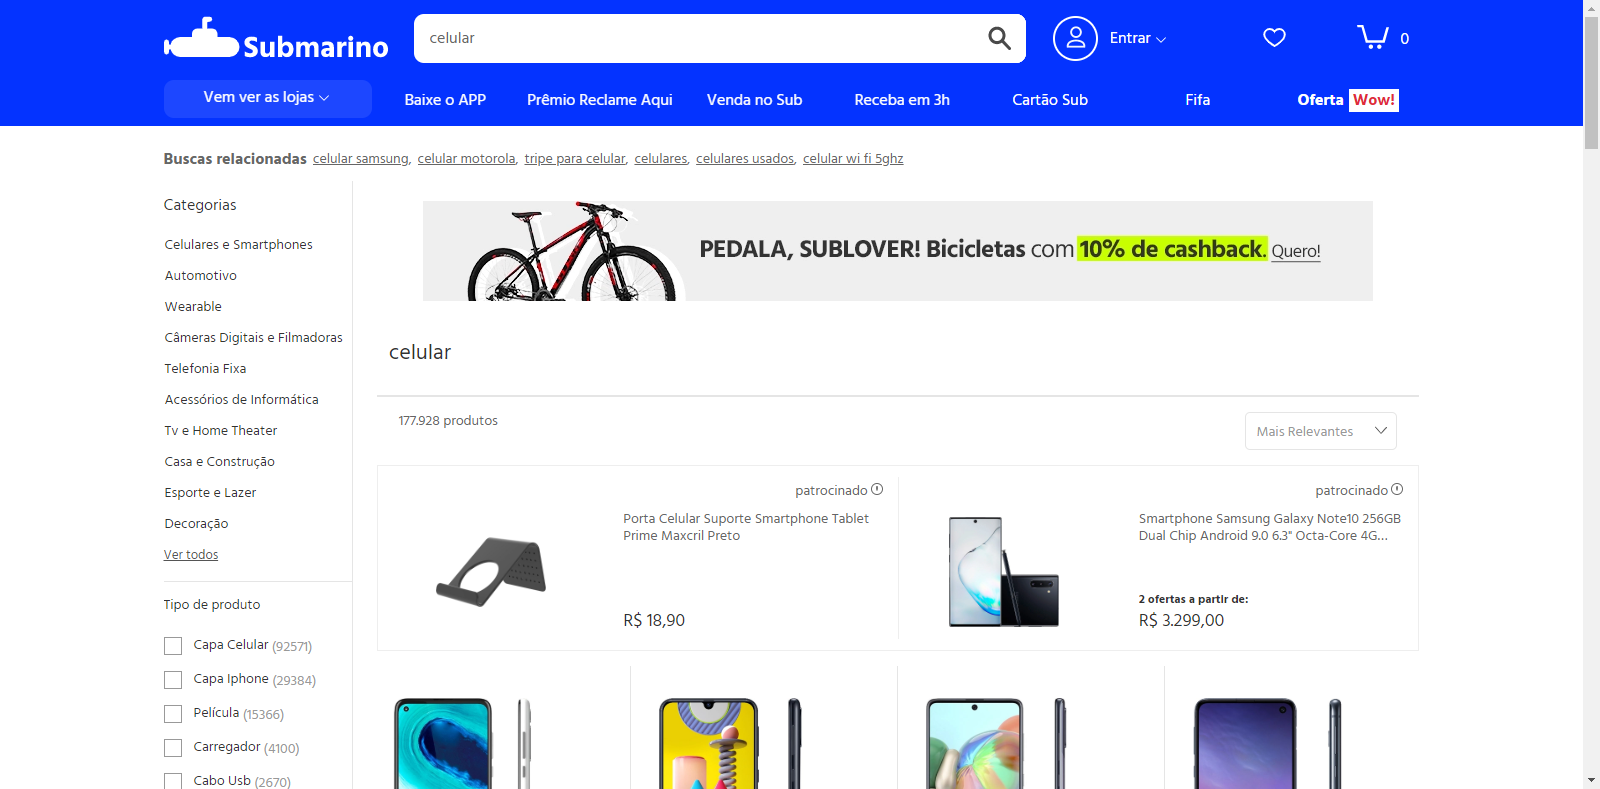 Submarino
celular
Entrar
0
Vem ver as lojas
Baixe o APP
Prêmio Reclame Aqui
Venda no Sub
Receba em 3h
Cartão Sub
Fifa
Oferta Wow!
Buscas relacionadas celular samsung, celular motorola, tripe para celular, celulares, celulares usados, celular wi fi 5ghz
Categorias
Celulares e Smartphones
Automotivo
Wearable
Câmeras Digitais e Filmadoras
Telefonia Fixa
Acessórios de Informática
Tv e Home Theater
Casa e Construção
Esporte e Lazer
Decoração
Ver todos
Tipo de produto
Capa Celular (92571)
Capa Iphone (29384)
Película (15366)
Carregador (4100)
Cabo Usb (2670)
PEDALA, SUBLOVER! Bicicletas com 10% de cashback. Quero!
celular
177.928 produtos
Mais Relevantes
patrocinado
Porta Celular Suporte Smartphone Tablet
Prime Maxcril Preto
R$ 18,90
patrocinado
Smartphone Samsung Galaxy Note10 256GB
Dual Chip Android 9.0 6.3" Octa-Core 4G...
2 ofertas a partir de:
R$ 3.299,00